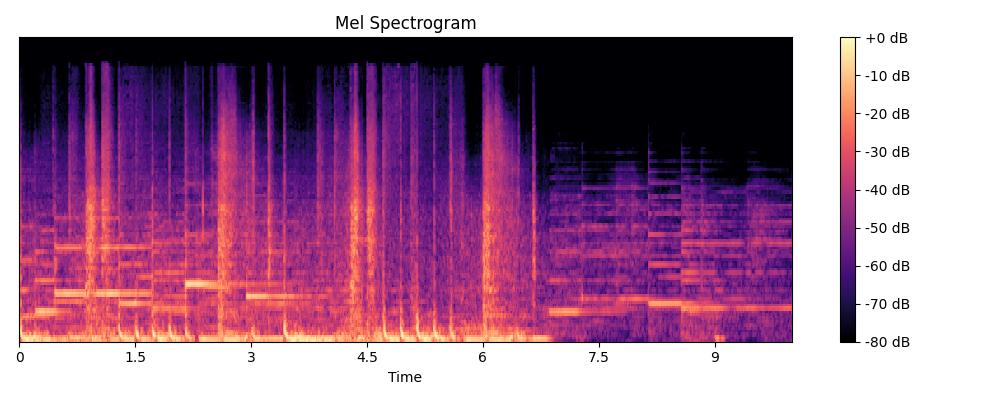 Mel Spectrogram
+0 dB
-10 dB
-20 dB
-30 dB
-40 dB
-50 dB
-60 dB
-70 dB
-80 dB
0 1.5 3 4.5 6 7.5 9
Time